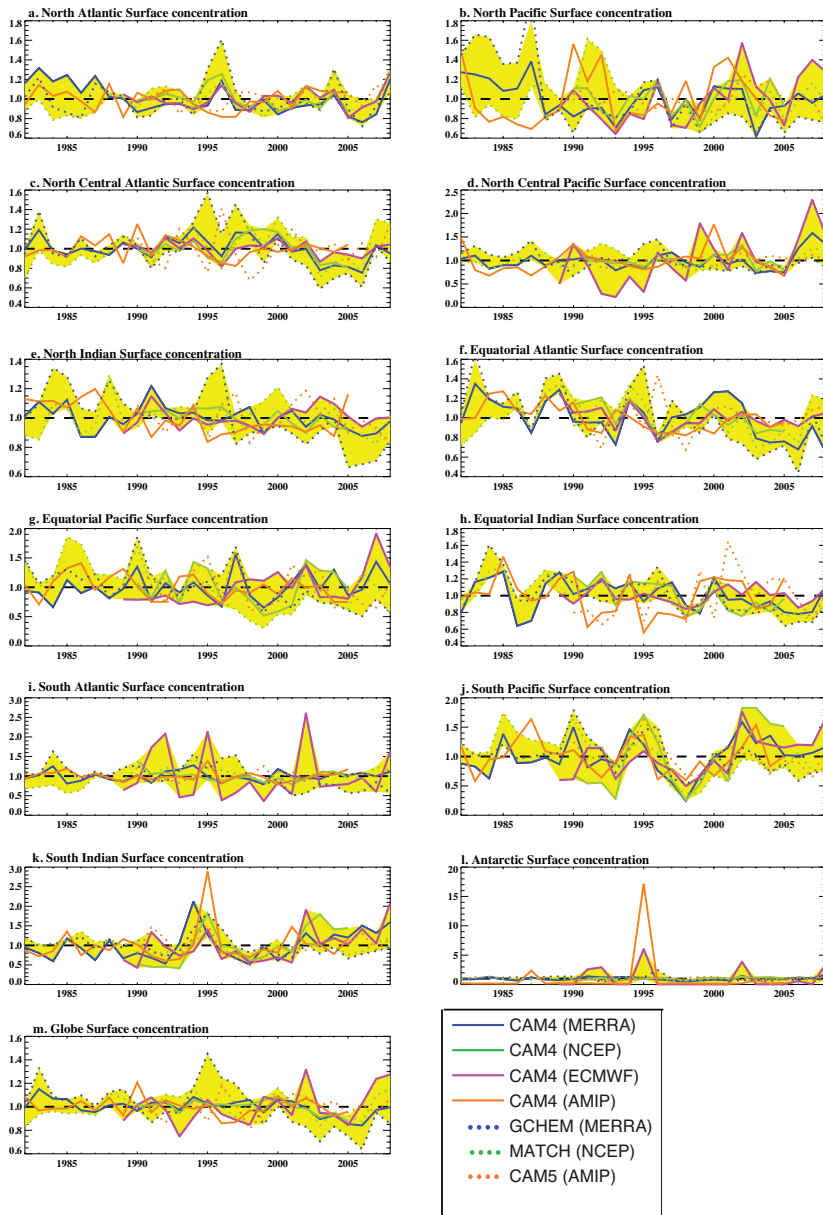 a. North Atlantic Surface concentration
1.8
1.6
1.4
1.2
1.0
0.8
0.6
1985 1990 1995 2000 2005
b. North Pacific Surface concentration
1.8
1.6
1.4
1.2
1.0
0.8
0.6
1985 1990 1995 2000 2005
c. North Central Atlantic Surface concentration
1.6
1.4
1.2
1.0
0.8
0.6
0.4
1985 1990 1995 2000 2005
d. North Central Pacific Surface concentration
2.5
2.0
1.5
1.0
0.5
0.0
1985 1990 1995 2000 2005
e. North Indian Surface concentration
1.4
1.2
1.0
0.8
0.6
1985 1990 1995 2000 2005
f. Equatorial Atlantic Surface concentration
1.6
1.4
1.2
1.0
0.8
0.6
0.4
1985 1990 1995 2000 2005
g. Equatorial Pacific Surface concentration
2.0
1.5
1.0
0.5
0.0
1985 1990 1995 2000 2005
h. Equatorial Indian Surface concentration
1.8
1.6
1.4
1.2
1.0
0.8
0.6
0.4
1985 1990 1995 2000 2005
i. South Atlantic Surface concentration
3.0
2.5
2.0
1.5
1.0
0.5
0.0
1985 1990 1995 2000 2005
j. South Pacific Surface concentration
2.0
1.5
1.0
0.5
0.0
1985 1990 1995 2000 2005
k. South Indian Surface concentration
3.0
2.5
2.0
1.5
1.0
0.5
0.0
1985 1990 1995 2000 2005
l. Antarctic Surface concentration
20
15
10
5
0
1985 1990 1995 2000 2005
m. Globe Surface concentration
1.6
1.4
1.2
1.0
0.8
0.6
1985 1990 1995 2000 2005
CAM4 (MERRA)
CAM4 (NCEP)
CAM4 (ECMWF)
CAM4 (AMIP)
GCHEM (MERRA)
MATCH (NCEP)
CAM5 (AMIP)